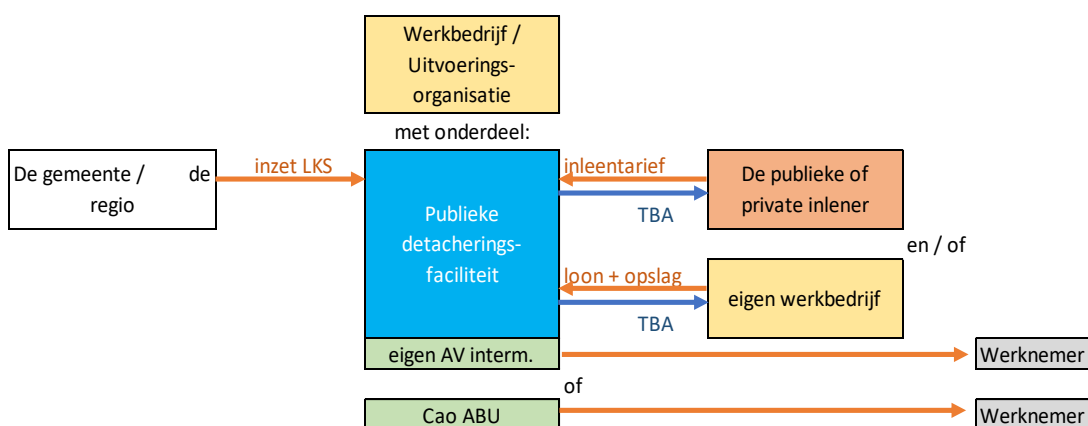 Werkbedrijf /
Uitvoerings-
organisatie
met onderdeel:
De gemeente / de
regio
inzet LKS
Publieke
detacherings-
faciliteit
inleentarief
TBA
De publieke of
private inlener
en / of
loon + opslag
TBA
eigen werkbedrijf
eigen AV interm.
Werknemer
of
Cao ABU
Werknemer